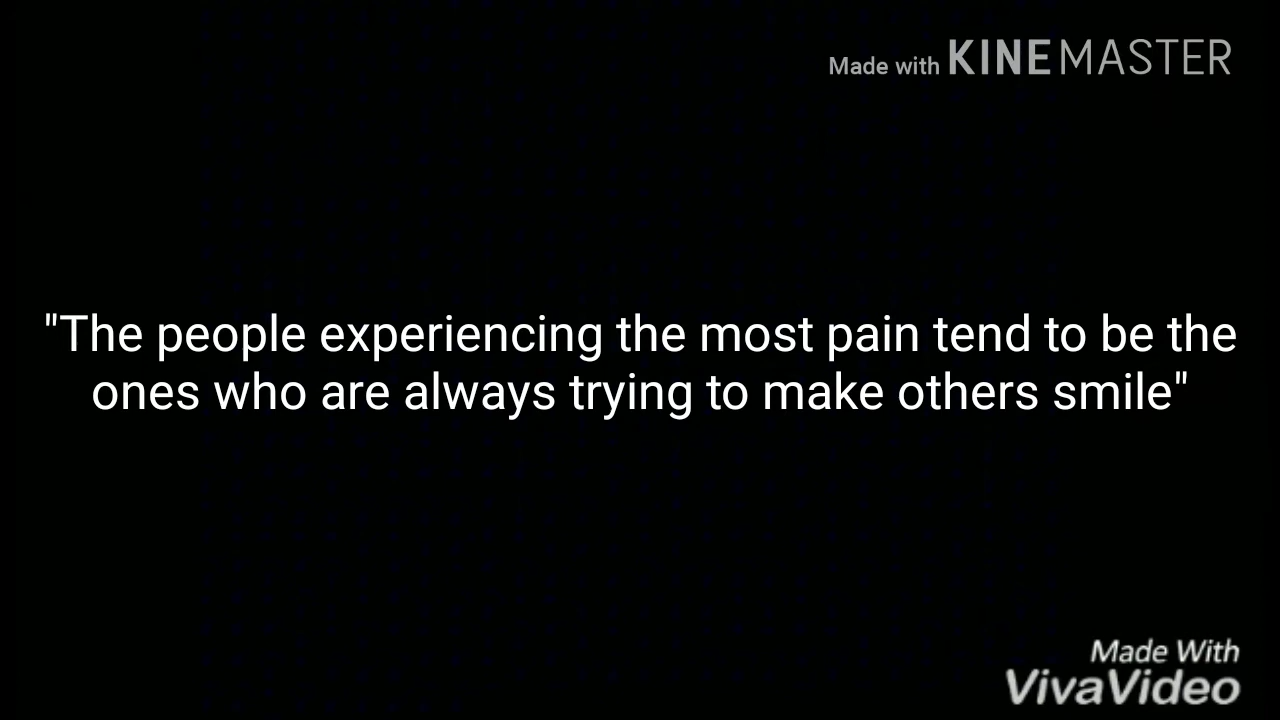 Made with KINEMASTER
"The people experiencing the most pain tend to be the
ones who are always trying to make others smile"
Made With
VivaVideo